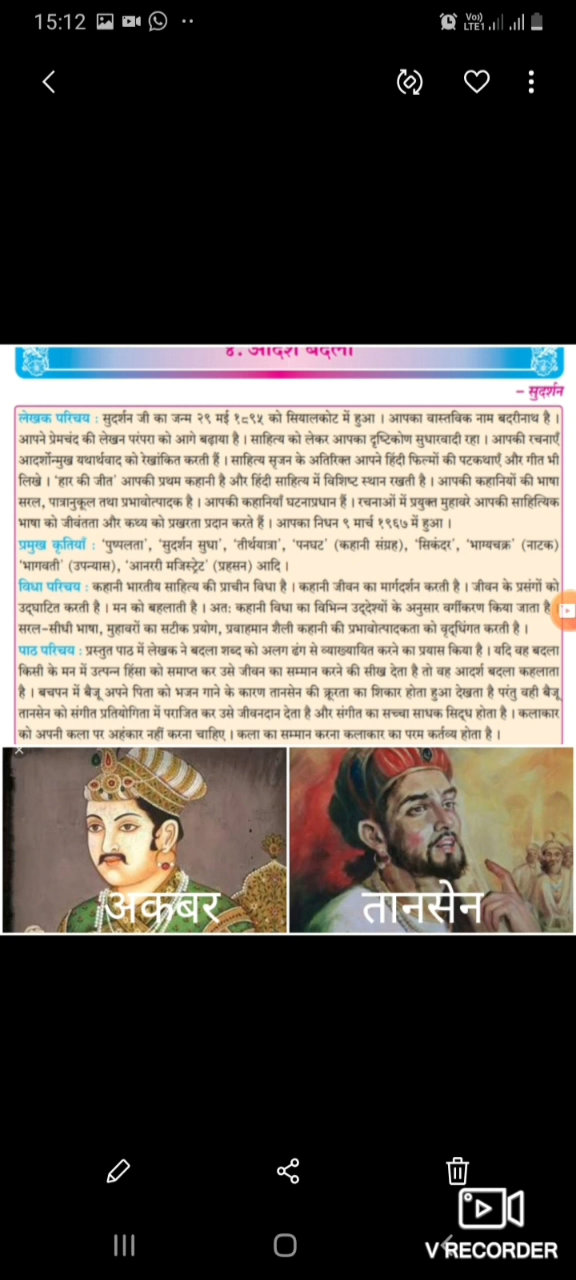 15:12
Vo)
LTE1
४. आदर्श बदला
- सुदर्शन
लेखक परिचय : सुदर्शन जी का जन्म २९ मई १८९५ को सियालकोट में हुआ । आपका वास्तविक नाम बदरीनाथ है ।
आपने प्रेमचंद की लेखन परंपरा को आगे बढ़ाया है । साहित्य को लेकर आपका दृष्टिकोण सुधारवादी रहा । आपकी रचनाएँ
आदर्शोन्मुख यथार्थवाद को रेखांकित करती हैं । साहित्य सृजन के अतिरिक्त आपने हिंदी फिल्मों की पटकथाएँ और गीत भी
लिखे । ‘हार की जीत’ आपकी प्रथम कहानी है और हिंदी साहित्य में विशिष्ट स्थान रखती है । आपकी कहानियों की भाषा
सरल, पात्रानुकूल तथा प्रभावोत्पादक है । आपकी कहानियाँ घटनाप्रधान हैं । रचनाओं में प्रयुक्त मुहावरे आपकी साहित्यिक
भाषा को जीवंतता और कथ्य को प्रखरता प्रदान करते हैं । आपका निधन ९ मार्च १९६७ में हुआ ।
प्रमुख कृतियाँ : ‘पुष्पलता’, ‘सुदर्शन सुधा’, ‘तीर्थयात्रा’, ‘पनघट’ (कहानी संग्रह), ‘सिकंदर’, ‘भाग्यचक्र’ (नाटक)
‘भागवती’ (उपन्यास), ‘आनररी मजिस्ट्रेट’ (प्रहसन) आदि ।
विधा परिचय : कहानी भारतीय साहित्य की प्राचीन विधा है । कहानी जीवन का मार्गदर्शन करती है । जीवन के प्रसंगों को
उद्घाटित करती है । मन को बहलाती है । अत: कहानी विधा का विभिन्न उद्देश्यों के अनुसार वर्गीकरण किया जाता है
सरल-सीधी भाषा, मुहावरों का सटीक प्रयोग, प्रवाहमान शैली कहानी की प्रभावोत्पादकता को वृद्धिंगत करती है ।
पाठ परिचय : प्रस्तुत पाठ में लेखक ने बदला शब्द को अलग ढंग से व्याख्यायित करने का प्रयास किया है । यदि वह बदला
किसी के मन में उत्पन्न हिंसा को समाप्त कर उसे जीवन का सम्मान करने की सीख देता है तो वह आदर्श बदला कहलाता
है । बचपन में बैजू अपने पिता को भजन गाने के कारण तानसेन की क्रूरता का शिकार होता हुआ देखता है परंतु वही बैजू
तानसेन को संगीत प्रतियोगिता में पराजित कर उसे जीवनदान देता है और संगीत का सच्चा साधक सिद्ध होता है । कलाकार
को अपनी कला पर अहंकार नहीं करना चाहिए । कला का सम्मान करना कलाकार का परम कर्तव्य होता है ।
अकबर
तानसेन
V RECORDER